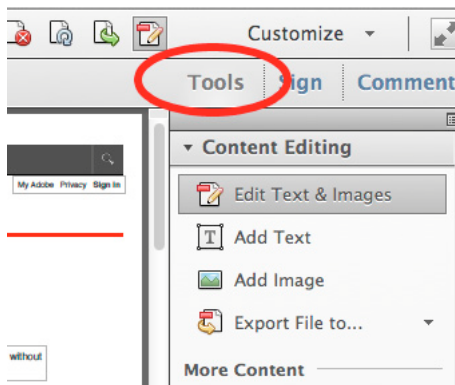 Customize
Tools Sign Comment
Content Editing
My Adobe Privacy Sign In
Edit Text & Images
T Add Text
Add Image
Export File to...
without
More Content